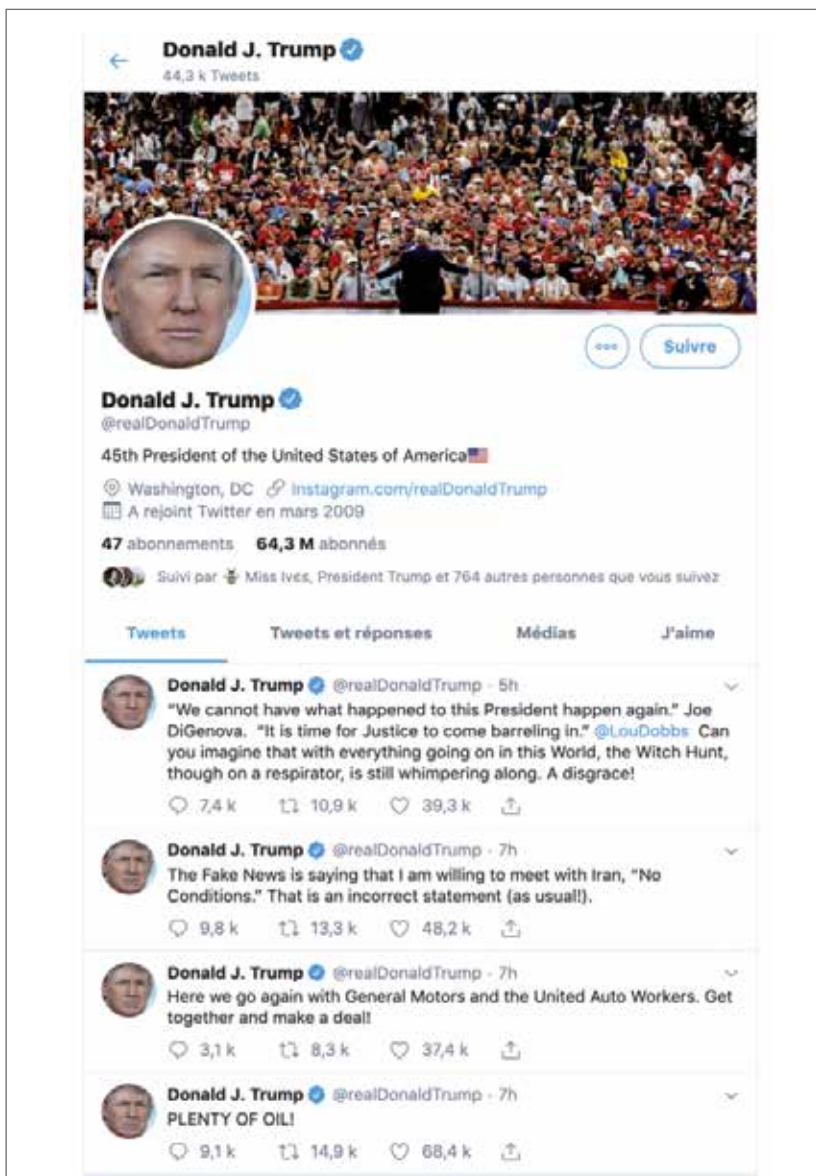 Donald J. Trump
44,3 k Tweets
Suivre
Donald J. Trump
@realDonaldTrump
45th President of the United States of America
Washington, DC Instagram.com/realDonaldTrump
A rejoint Twitter en mars 2009
47 abonnements 64,3 M abonnés
Suivi par Miss Ives, President Trump et 764 autres personnes que vous suivez
Tweets Tweets et réponses Médias J'aime
Donald J. Trump @realDonaldTrump · 5h
“We cannot have what happened to this President happen again.” Joe
DiGenova. “It is time for Justice to come barreling in.” @LouDobbs Can
you imagine that with everything going on in this World, the Witch Hunt,
though on a respirator, is still whimpering along. A disgrace!
7,4 k 10,9 k 39,3 k
Donald J. Trump @realDonaldTrump · 7h
The Fake News is saying that I am willing to meet with Iran, “No
Conditions.” That is an incorrect statement (as usual!).
9,8 k 13,3 k 48,2 k
Donald J. Trump @realDonaldTrump · 7h
Here we go again with General Motors and the United Auto Workers. Get
together and make a deal!
3,1 k 8,3 k 37,4 k
Donald J. Trump @realDonaldTrump · 7h
PLENTY OF OIL!
9,1 k 14,9 k 68,4 k